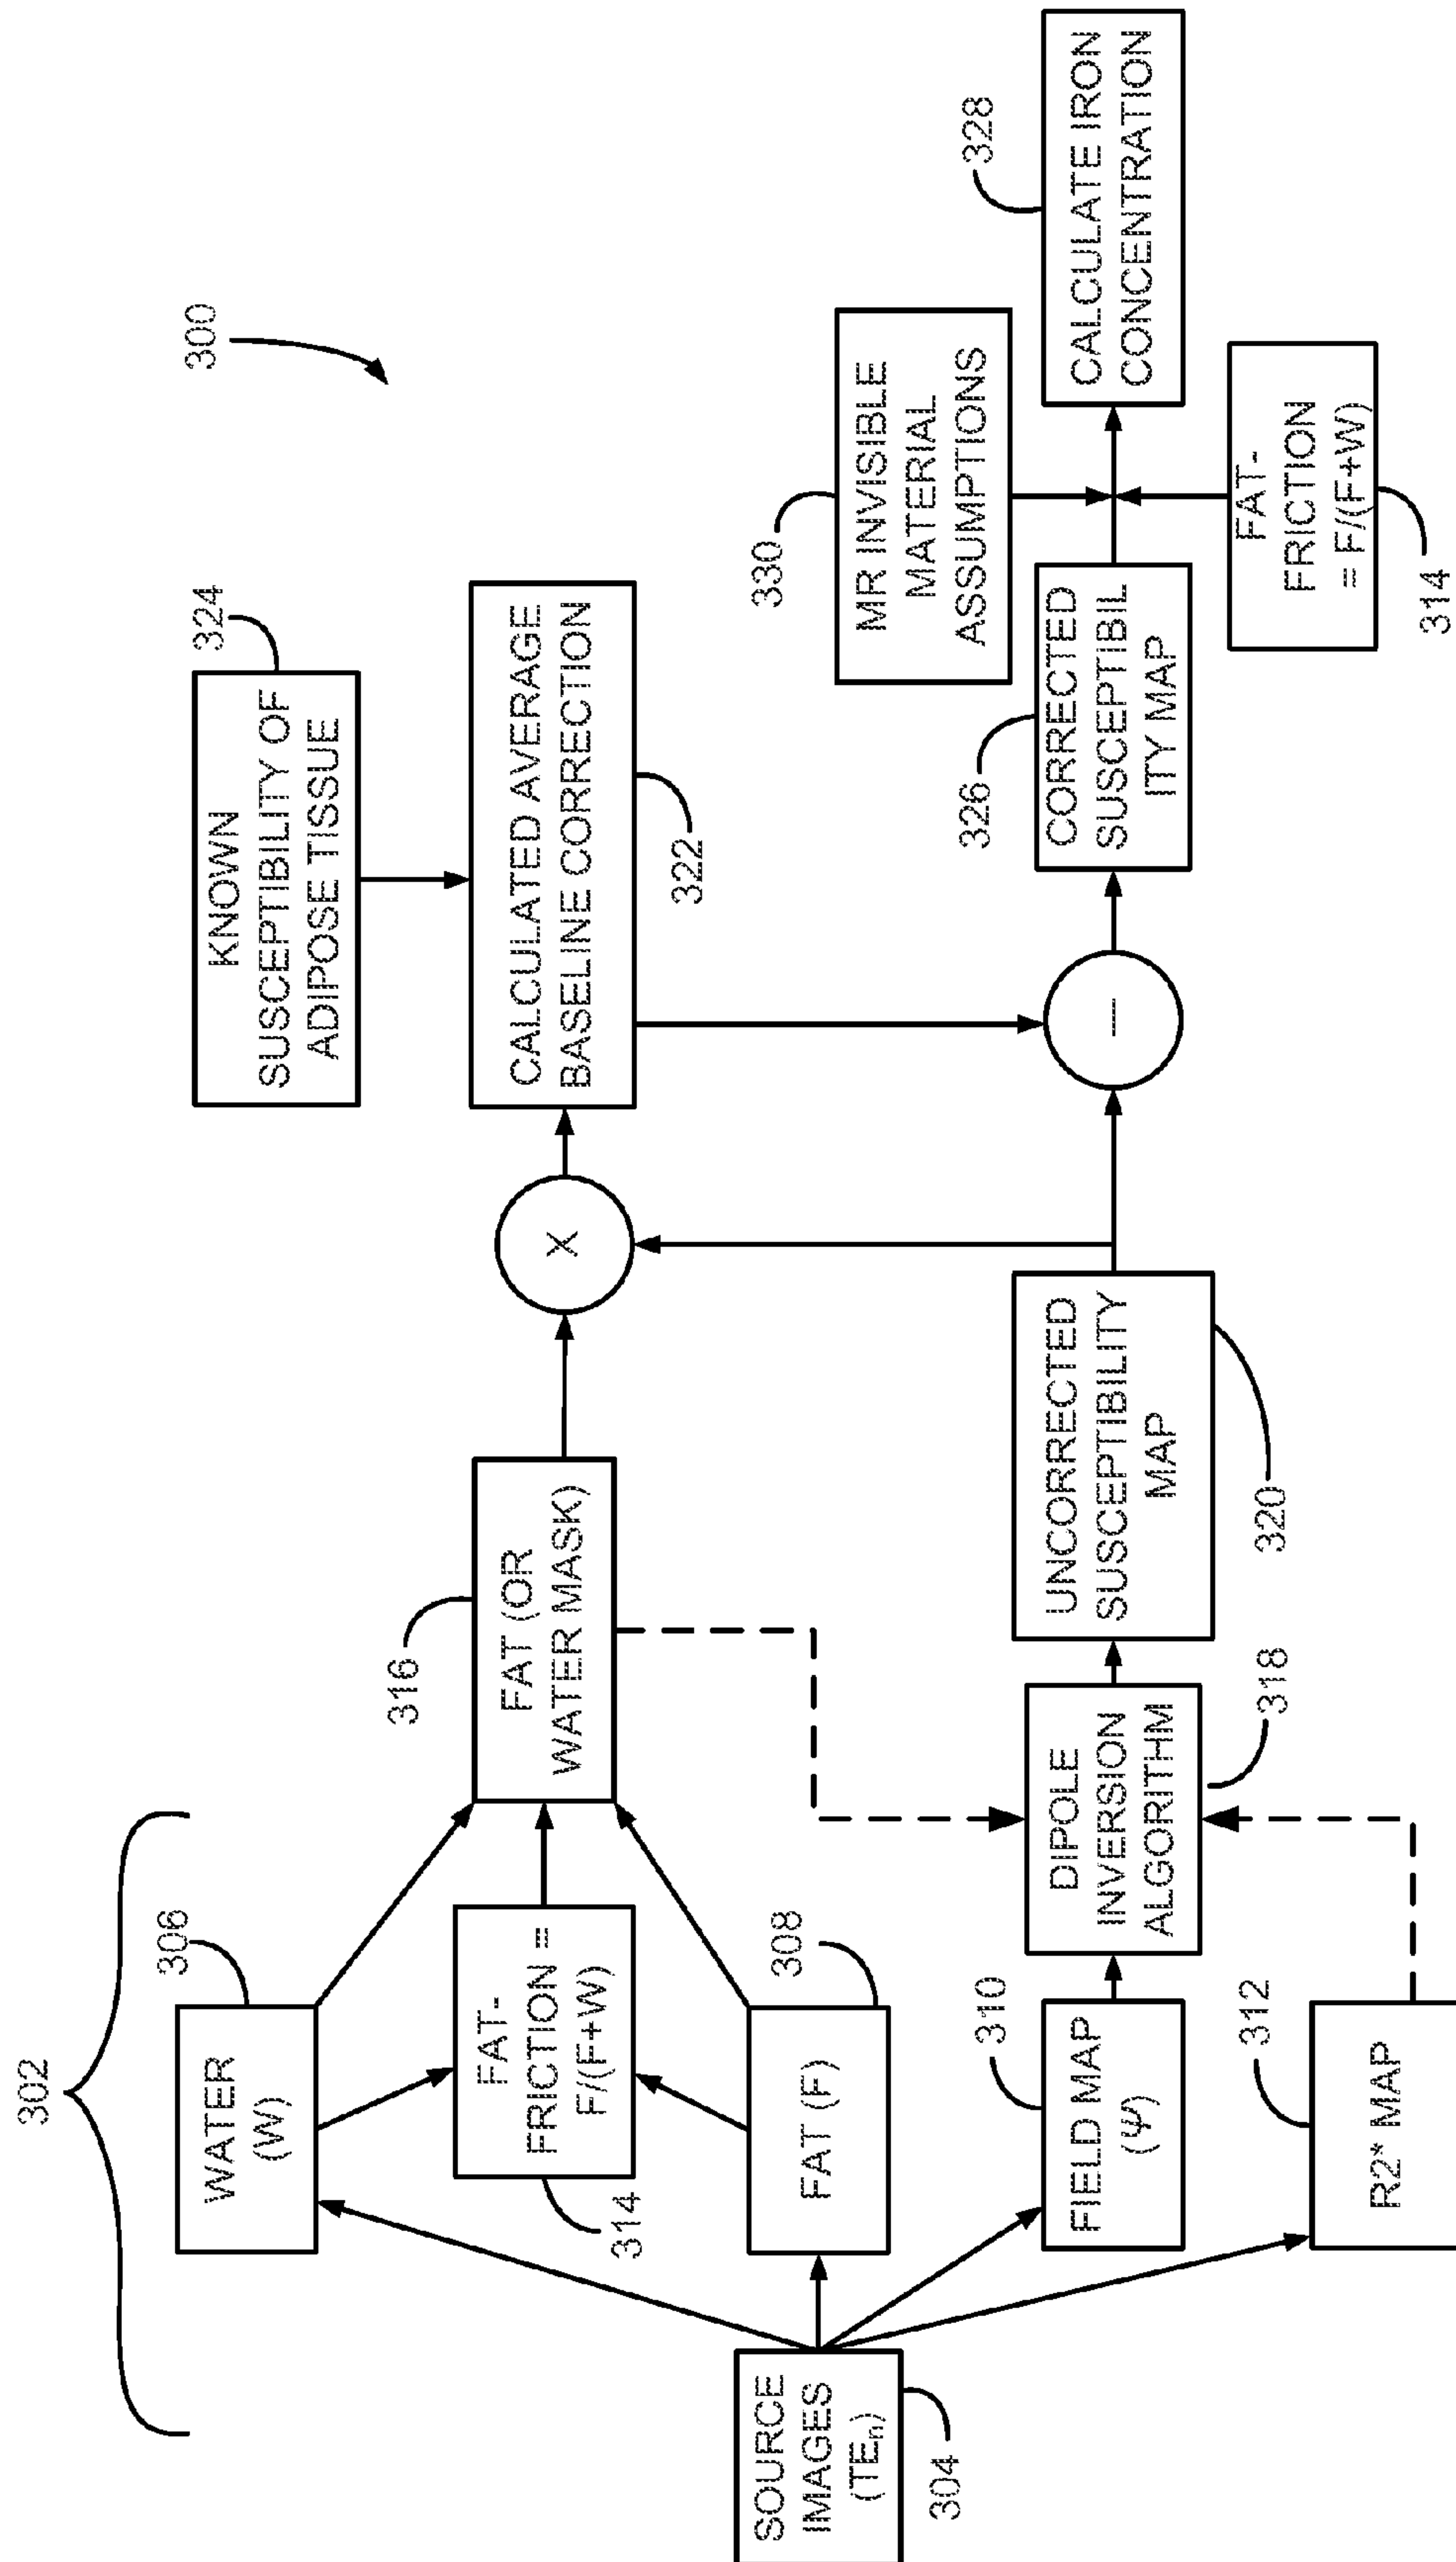 302
300
SOURCE
IMAGES
(TEₙ)
304
WATER
(W)
306
FAT-
FRICTION =
F/(F+W)
314
FAT (F)
308
FIELD MAP
(Ψ)
310
R2* MAP
312
FAT (OR
WATER MASK)
316
DIPOLE
INVERSION
ALGORITHM
318
UNCORRECTED
SUSCEPTIBILITY
MAP
320
X
KNOWN
SUSCEPTIBILITY OF
ADIPOSE TISSUE
324
CALCULATED AVERAGE
BASELINE CORRECTION
322
—
CORRECTED
SUSCEPTIBIL
ITY MAP
326
MR INVISIBLE
MATERIAL
ASSUMPTIONS
330
FAT-
FRICTION
= F/(F+W)
314
CALCULATE IRON
CONCENTRATION
328